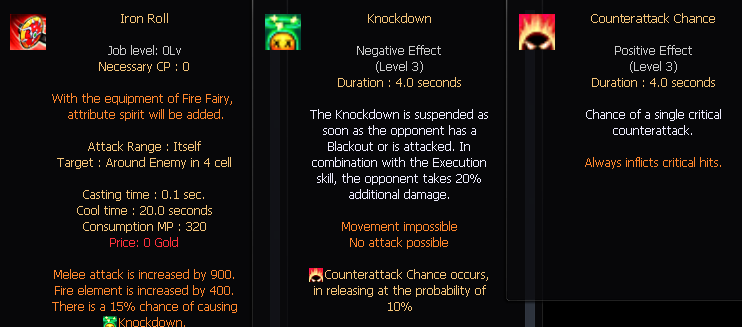 Iron Roll
Job level: 0Lv
Necessary CP : 0
With the equipment of Fire Fairy,
attribute spirit will be added.
Attack Range : Itself
Target : Around Enemy in 4 cell
Casting time : 0.1 sec.
Cool time : 20.0 seconds
Consumption MP : 320
Price: 0 Gold
Melee attack is increased by 900.
Fire element is increased by 400.
There is a 15% chance of causing
Knockdown.
Knockdown
Negative Effect
(Level 3)
Duration : 4.0 seconds
The Knockdown is suspended as
soon as the opponent has a
Blackout or is attacked. In
combination with the Execution
skill, the opponent takes 20%
additional damage.
Movement impossible
No attack possible
Counterattack Chance occurs,
in releasing at the probability of
10%
Counterattack Chance
Positive Effect
(Level 3)
Duration : 4.0 seconds
Chance of a single critical
counterattack.
Always inflicts critical hits.